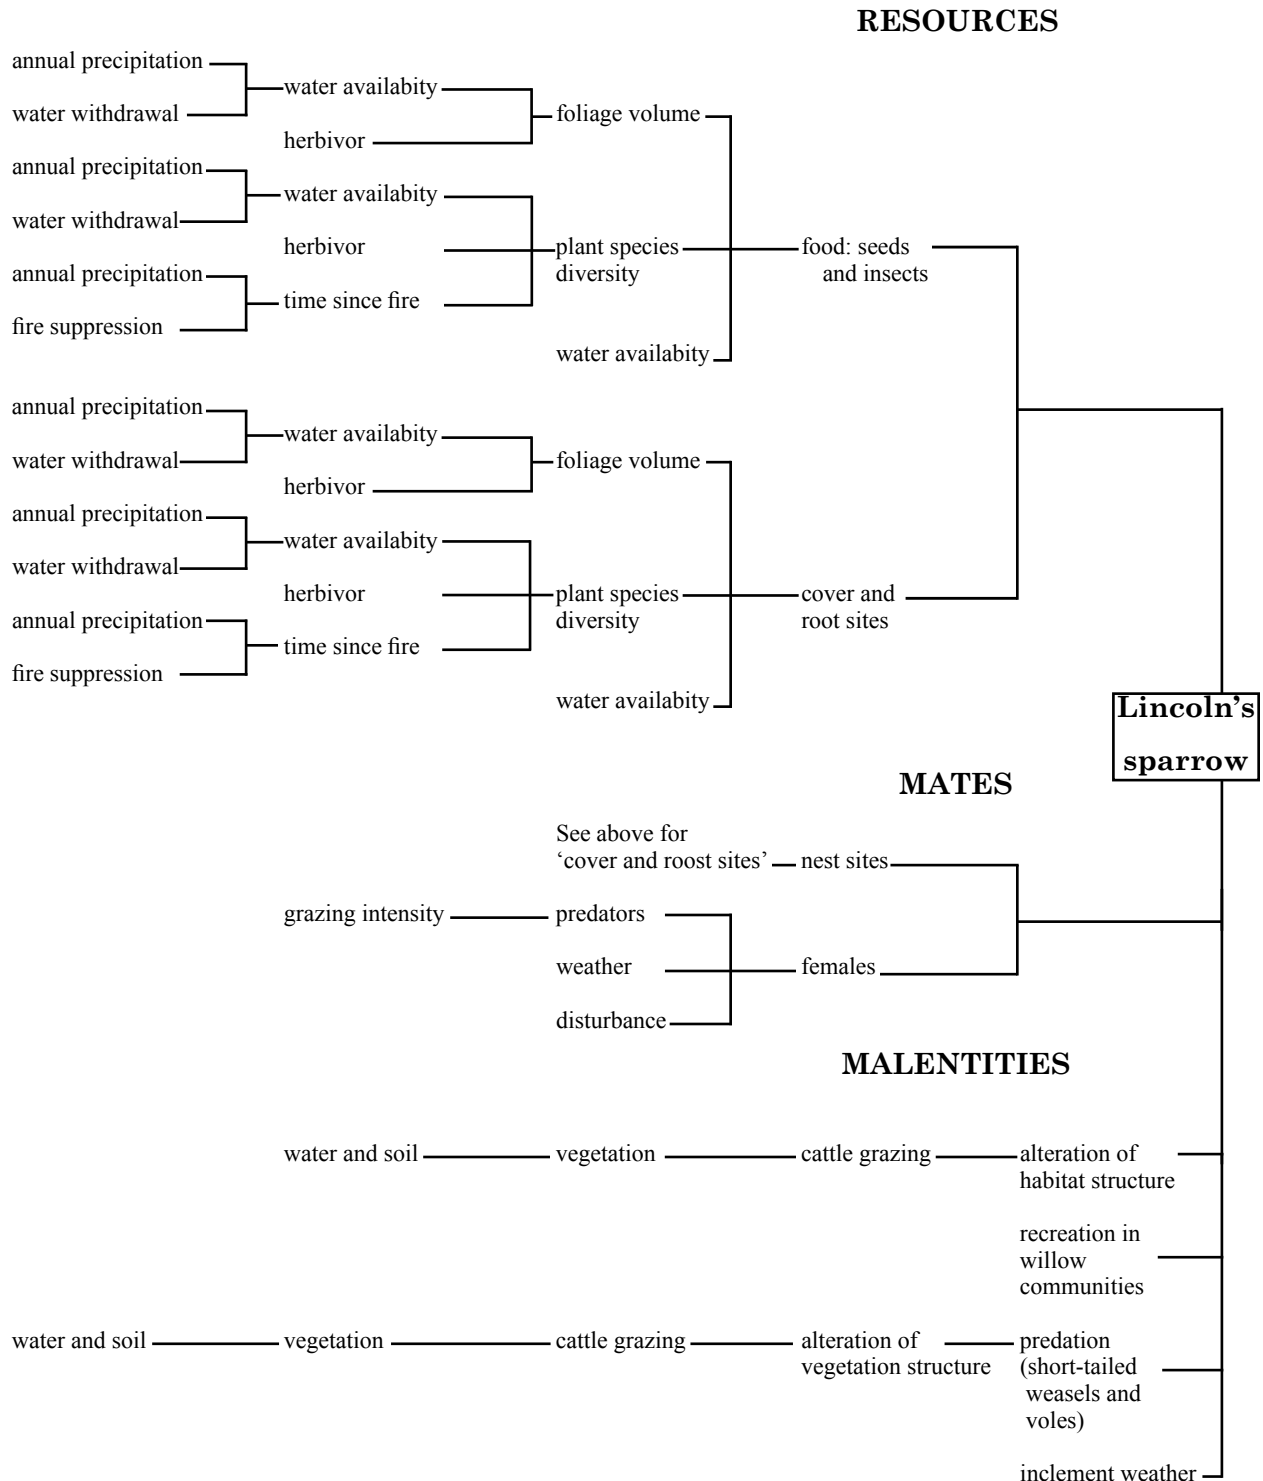 RESOURCES
annual precipitation
water availabity
water withdrawal
foliage volume
herbivor
annual precipitation
water availabity
water withdrawal
herbivor
plant species
diversity
food: seeds
and insects
annual precipitation
time since fire
fire suppression
water availabity
annual precipitation
water availabity
water withdrawal
foliage volume
herbivor
annual precipitation
water availabity
water withdrawal
herbivor
plant species
diversity
cover and
root sites
annual precipitation
time since fire
fire suppression
water availabity
Lincoln's
sparrow
MATES
See above for
‘cover and roost sites’
nest sites
grazing intensity
predators
weather
females
disturbance
MALENTITIES
water and soil
vegetation
cattle grazing
alteration of
habitat structure
recreation in
willow
communities
water and soil
vegetation
cattle grazing
alteration of
vegetation structure
predation
(short-tailed
weasels and
voles)
inclement weather